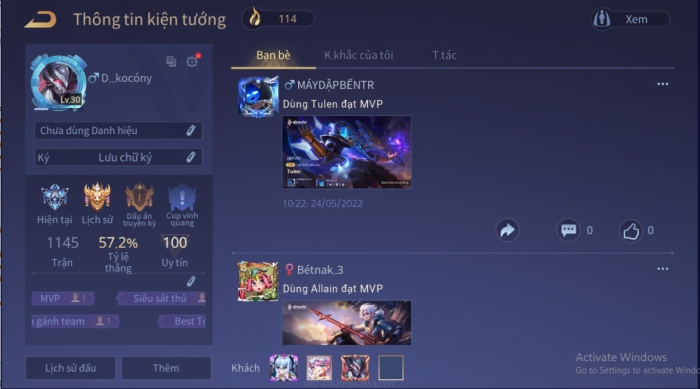 Thông tin kiện tướng
114
Xem
Bạn bè
K.khắc của tôi
T.tác
D_kocóny
Lv.30
Chưa dùng Danh hiệu
Ký
Lưu chữ ký
Hiện tại
Lịch sử
Dấu ấn truyền kỳ
Cup vinh quang
1145
57.2%
100
Trận
Tỷ lệ thắng
Uy tín
MVP 1
Siêu sát thủ
gánh team 1
Best To
Lịch sử đấu
Thêm
MÁYDẬPBỂNTR
Dùng Tulen đạt MVP
Tulen
10:22: 24/05/2022
0
0
Bétnak_3
Dùng Allain đạt MVP
Khách
Activate Windows
Go to Settings to activate Wind